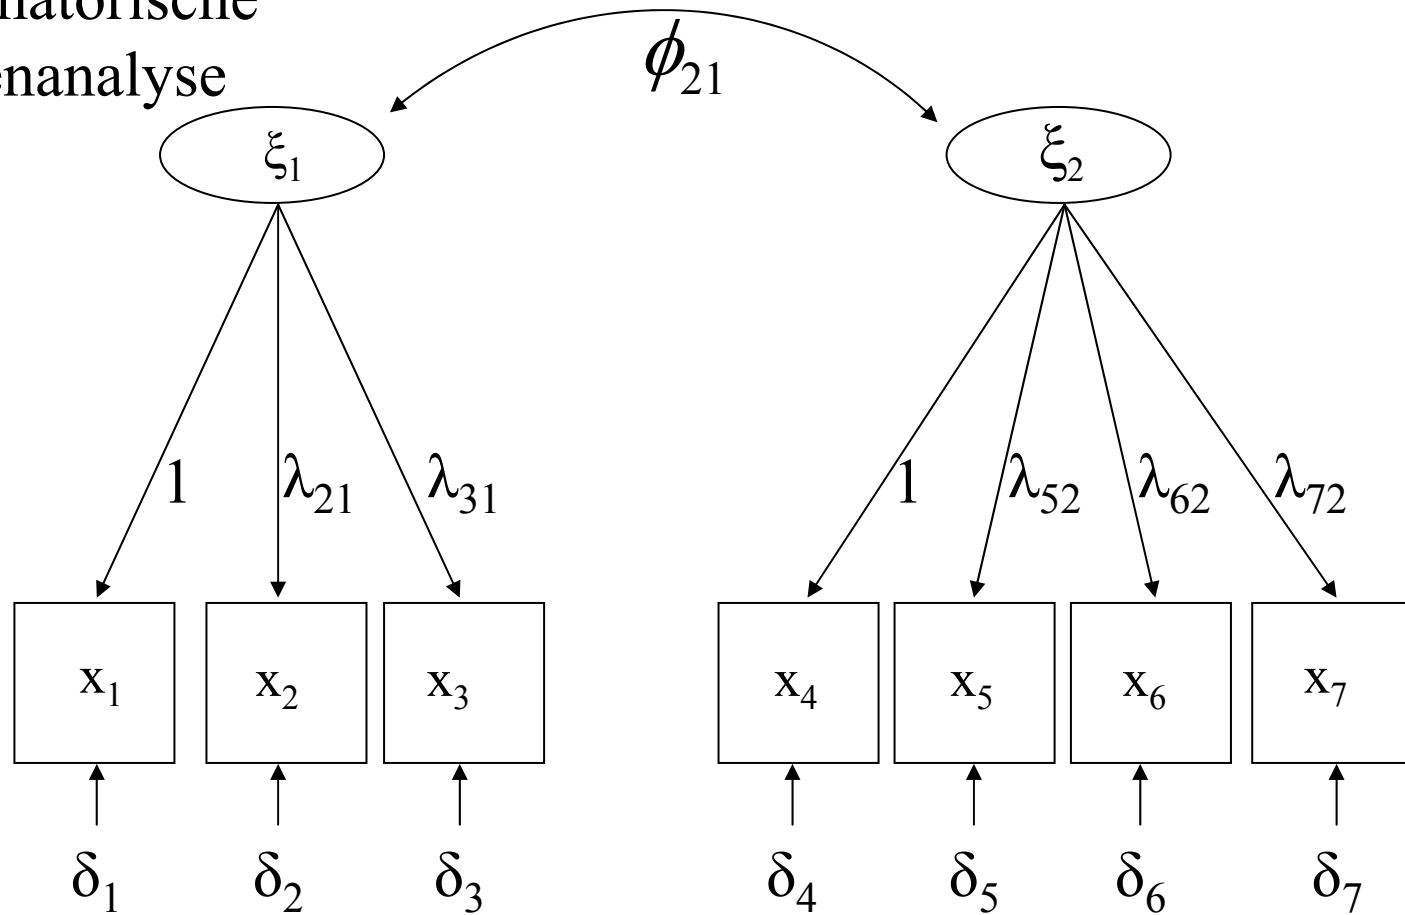 natorische
enanalyse
ϕ₂₁
ξ₁ ξ₂
1 λ₂₁ λ₃₁ 1 λ₅₂ λ₆₂ λ₇₂
x₁ x₂ x₃ x₄ x₅ x₆ x₇
δ₁ δ₂ δ₃ δ₄ δ₅ δ₆ δ₇